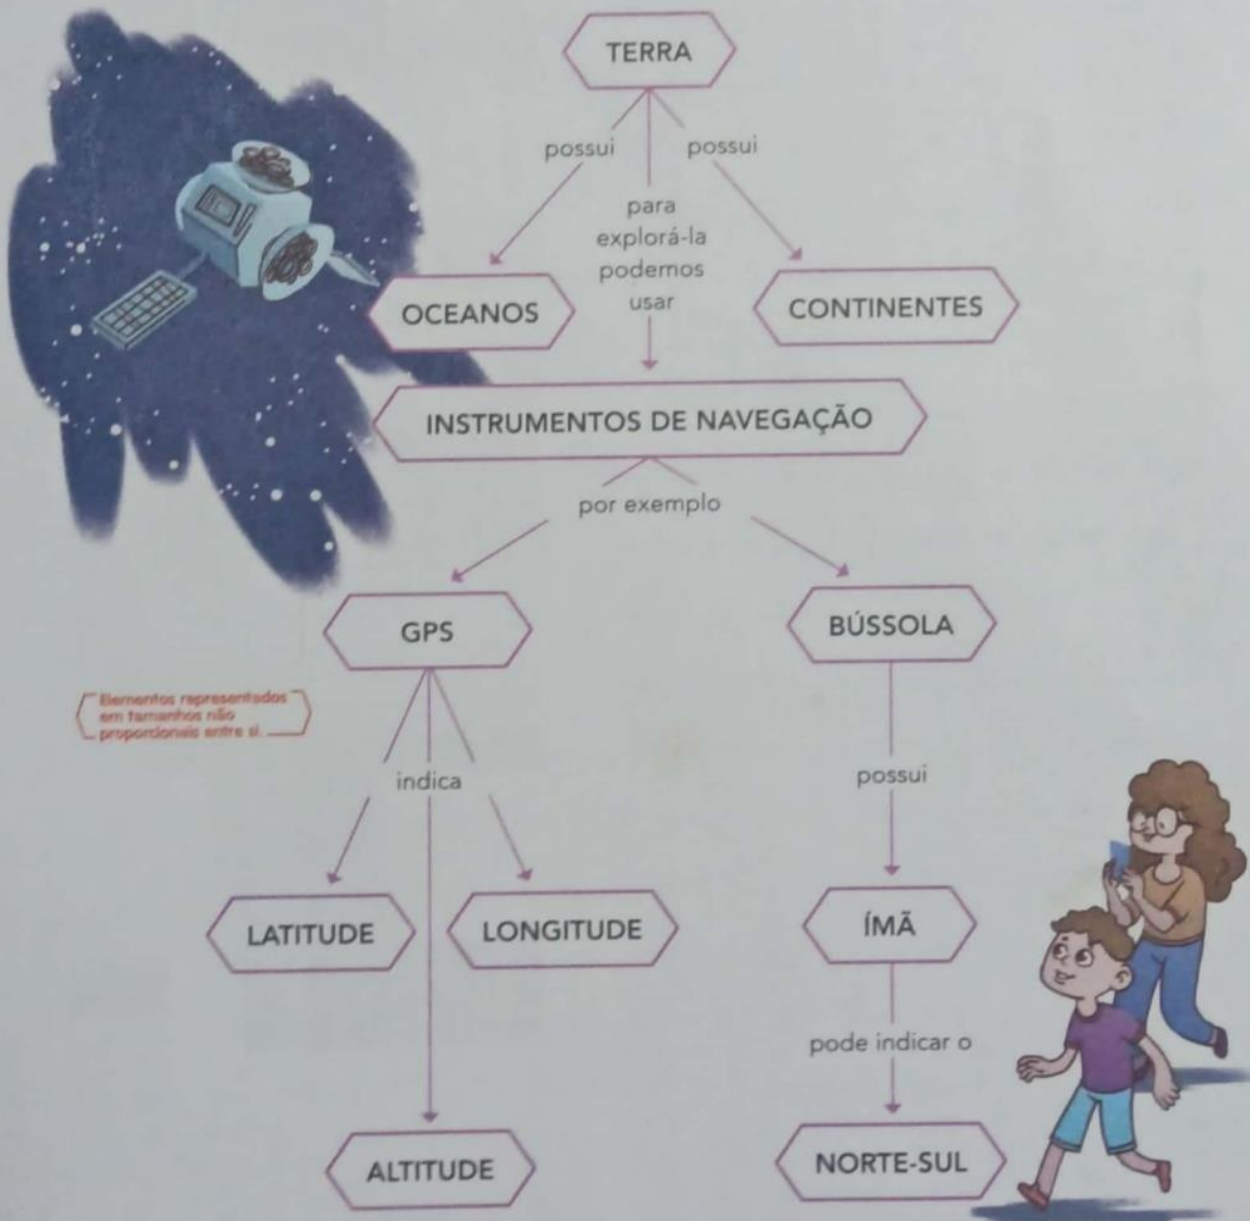 TERRA
possui
possui
para
explorá-la
podemos
usar
OCEANOS
CONTINENTES
INSTRUMENTOS DE NAVEGAÇÃO
por exemplo
GPS
BÚSSOLA
Elementos representados
em tamanhos não
proporcionais entre si.
indica
possui
LATITUDE
LONGITUDE
ÍMÃ
pode indicar o
ALTITUDE
NORTE-SUL